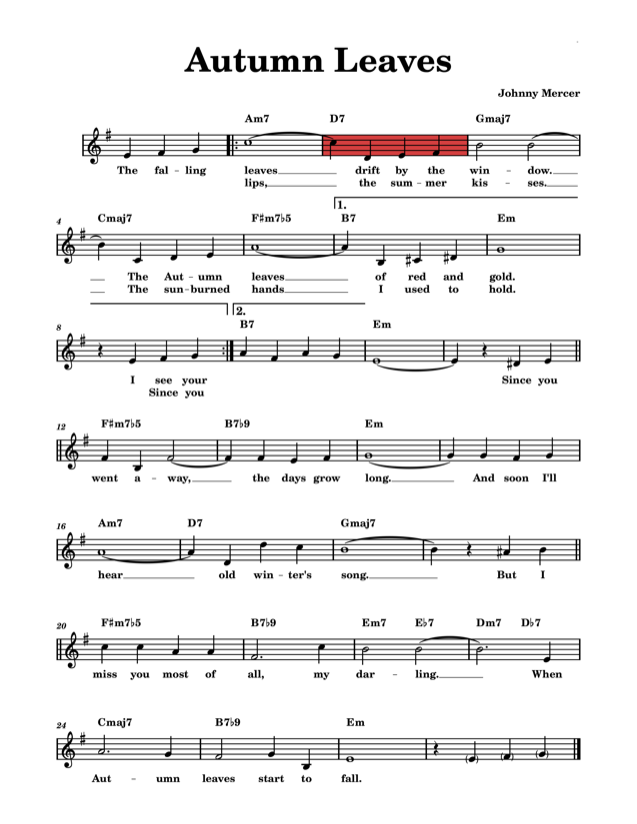 Autumn Leaves
Johnny Mercer
Am7 D7 Gmaj7
The fal – ling leaves drift by the win – dow.
lips, the sum – mer kis – ses.
1.
4 Cmaj7 F♯m7♭5 B7 Em
The Aut – umn leaves of red and gold.
The sun–burned hands I used to hold.
2.
8 B7 Em
I see your Since you
Since you
12 F♯m7♭5 B7♭9 Em
went a – way, the days grow long. And soon I'll
16 Am7 D7 Gmaj7
hear old win – ter's song. But I
20 F♯m7♭5 B7♭9 Em7 E♭7 Dm7 D♭7
miss you most of all, my dar – ling. When
24 Cmaj7 B7♭9 Em
Aut – umn leaves start to fall.